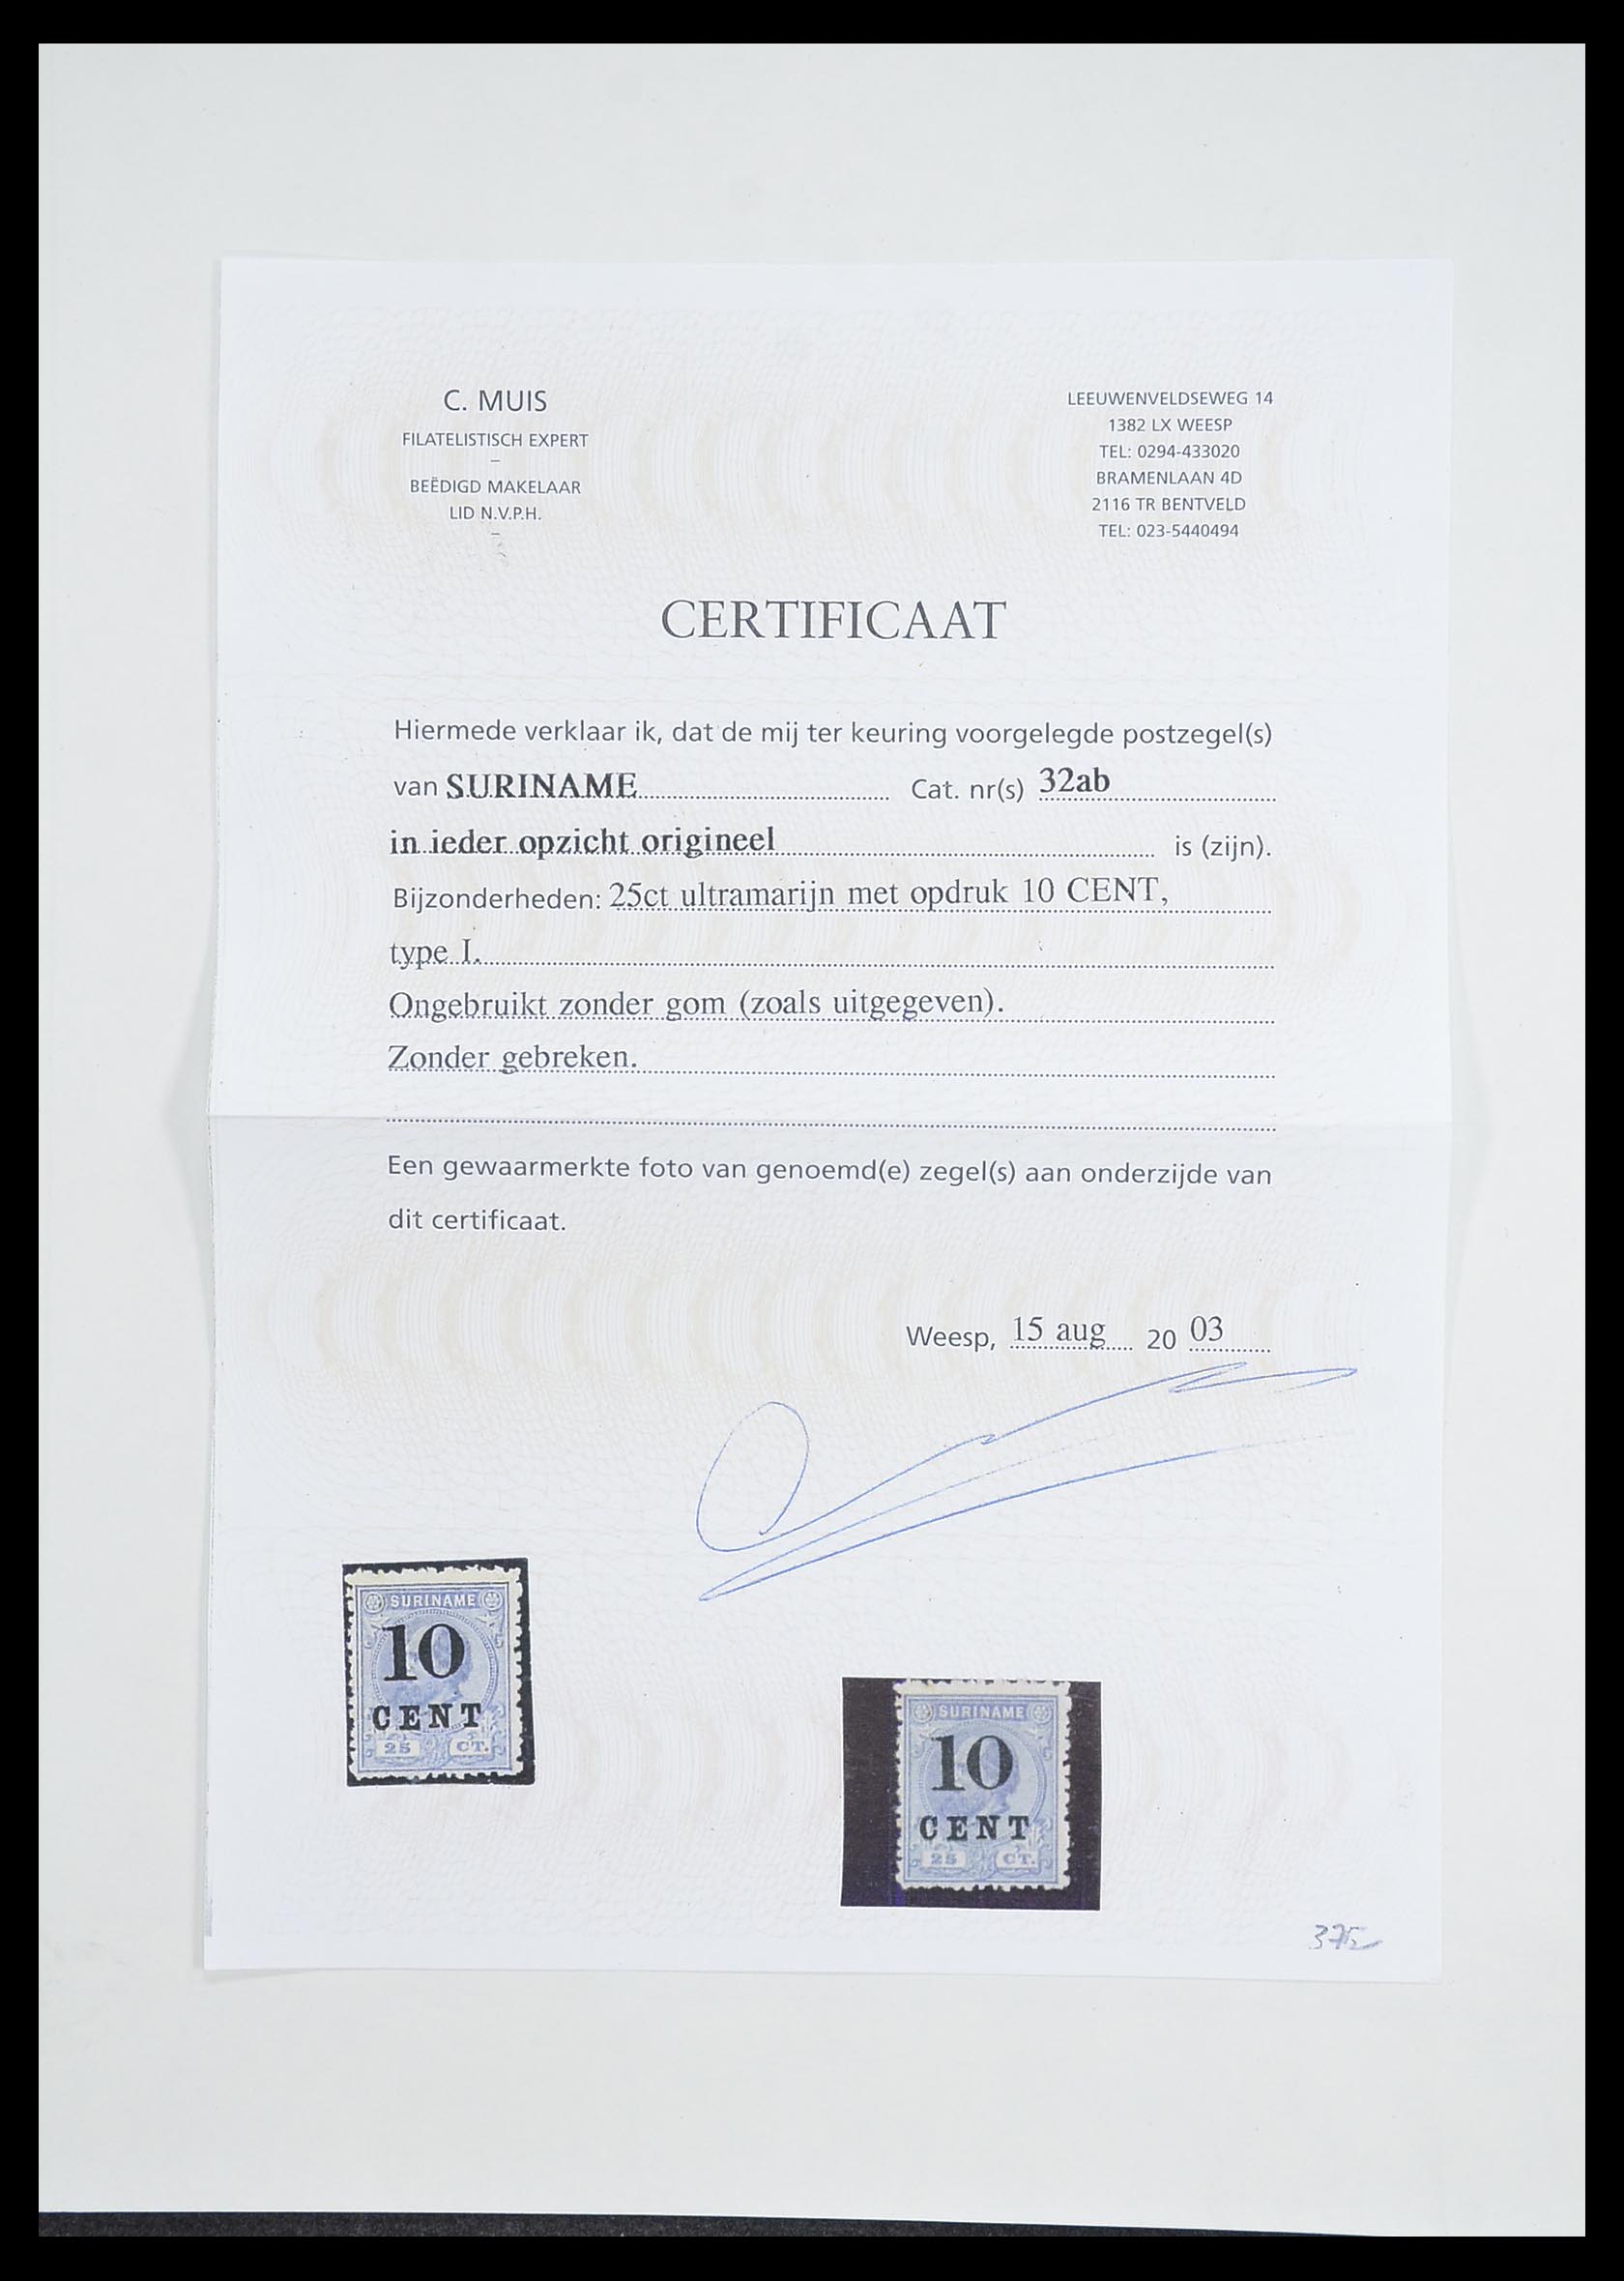 C. MUIS
FILATELISTISCH EXPERT
–
BEËDIGD MAKELAAR
LID N.V.P.H.
–
LEEUWENVELDSEWEG 14
1382 LX WEESP
TEL: 0294-433020
BRAMENLAAN 4D
2116 TR BENTVELD
TEL: 023-5440494
CERTIFICAAT
Hiermede verklaar ik, dat de mij ter keuring voorgelegde postzegel(s)
van SURINAME Cat. nr(s) 32ab
in ieder opzicht origineel is (zijn).
Bijzonderheden: 25ct ultramarijn met opdruk 10 CENT,
type I.
Ongebruikt zonder gom (zoals uitgegeven).
Zonder gebreken.
Een gewaarmerkte foto van genoemd(e) zegel(s) aan onderzijde van
dit certificaat.
Weesp, 15 aug 20 03
SURINAME
10
CENT
25 CT.
SURINAME
10
CENT
25 CT.